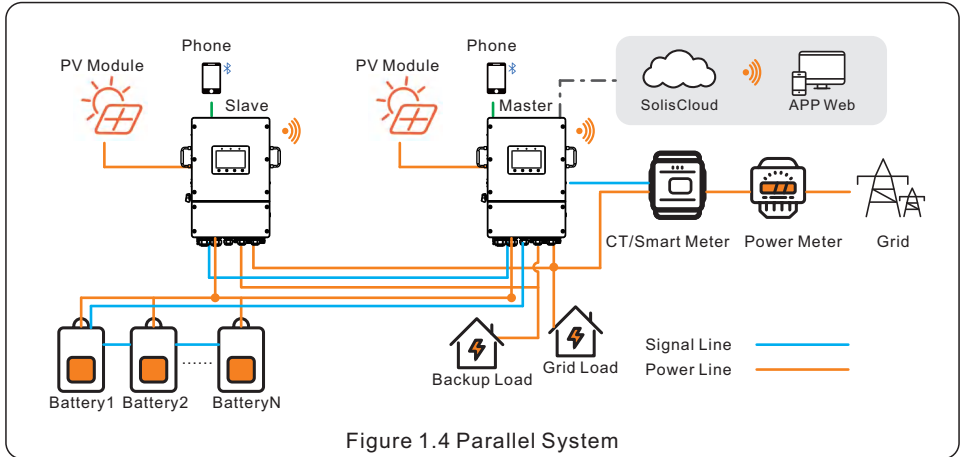 Phone
Phone
PV Module
PV Module
Slave
Master
SolisCloud
APP Web
CT/Smart Meter
Power Meter
Grid
Signal Line
Power Line
Backup Load
Grid Load
Battery1
Battery2
......
BatteryN
Figure 1.4 Parallel System